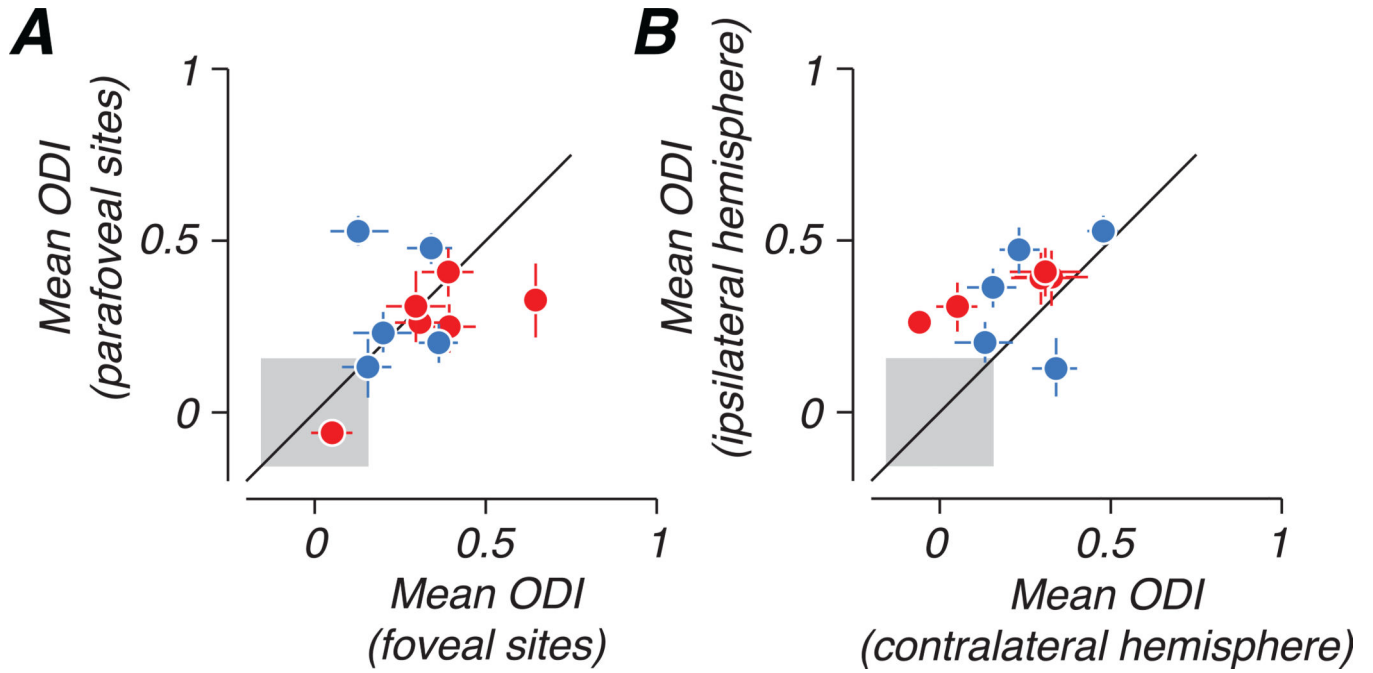 A
Mean ODI
(parafoveal sites)
1
0.5
0
0
0.5
1
Mean ODI
(foveal sites)
B
Mean ODI
(ipsilateral hemisphere)
1
0.5
0
0
0.5
1
Mean ODI
(contralateral hemisphere)